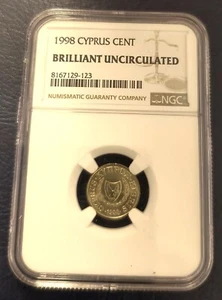 1998 CYPRUS CENT
BRILLIANT UNCIRCULATED
8167129-123
NUMISMATIC GUARANTY COMPANY
NGC